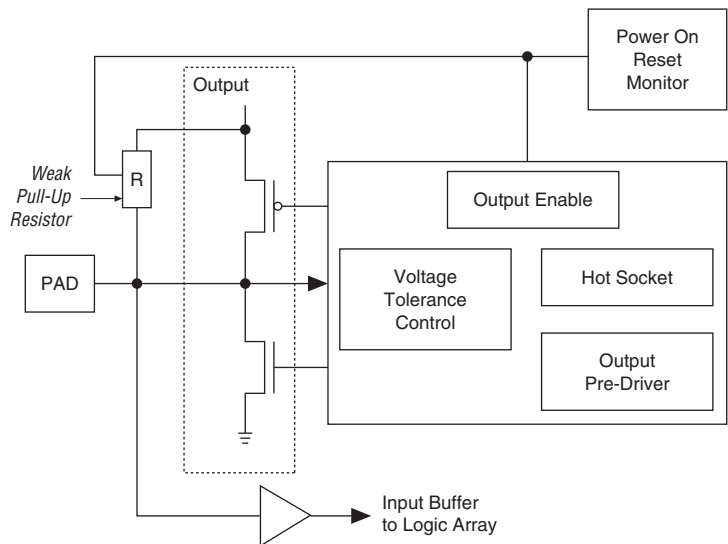 Power On
Reset
Monitor
Output
Weak
Pull-Up
Resistor
R
Output Enable
PAD
Voltage
Tolerance
Control
Hot Socket
Output
Pre-Driver
Input Buffer
to Logic Array